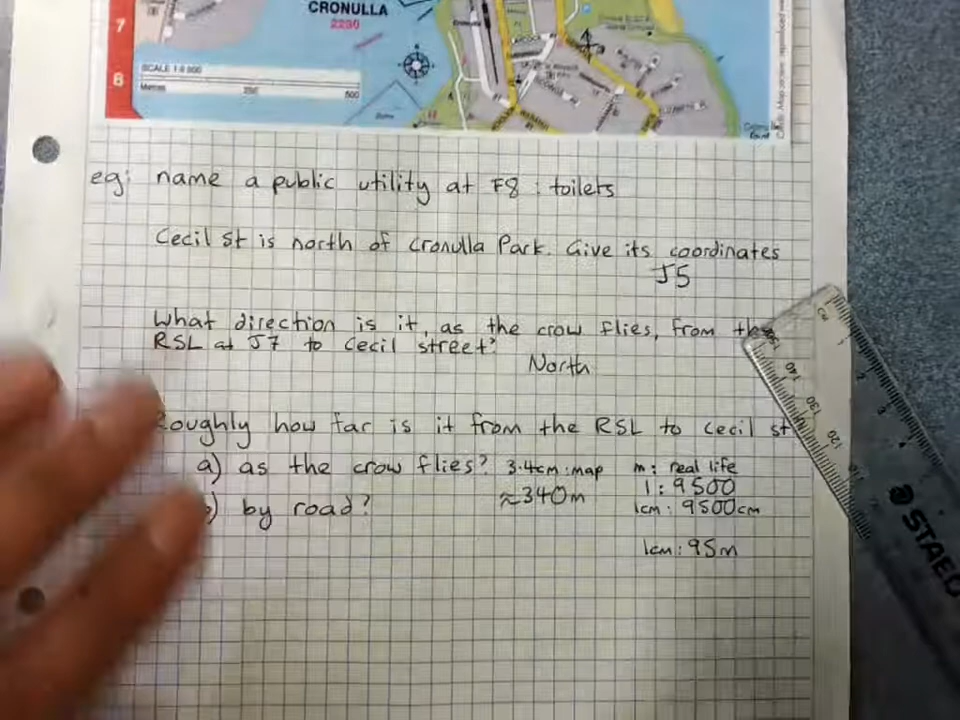 CRONULLA
2230
7
8
SCALE 1:9 500
Metres 250 500
eg: name a public utility at F8 : toilets
Cecil St is north of Cronulla Park. Give its coordinates
J5
What direction is it, as the crow flies, from the
RSL at J7 to Cecil street?
North
Roughly how far is it from the RSL to Cecil st
a) as the crow flies? 3.4cm:map m: real life
≈340m 1:9500
) by road? 1cm: 9500cm
1cm:95m
STAED